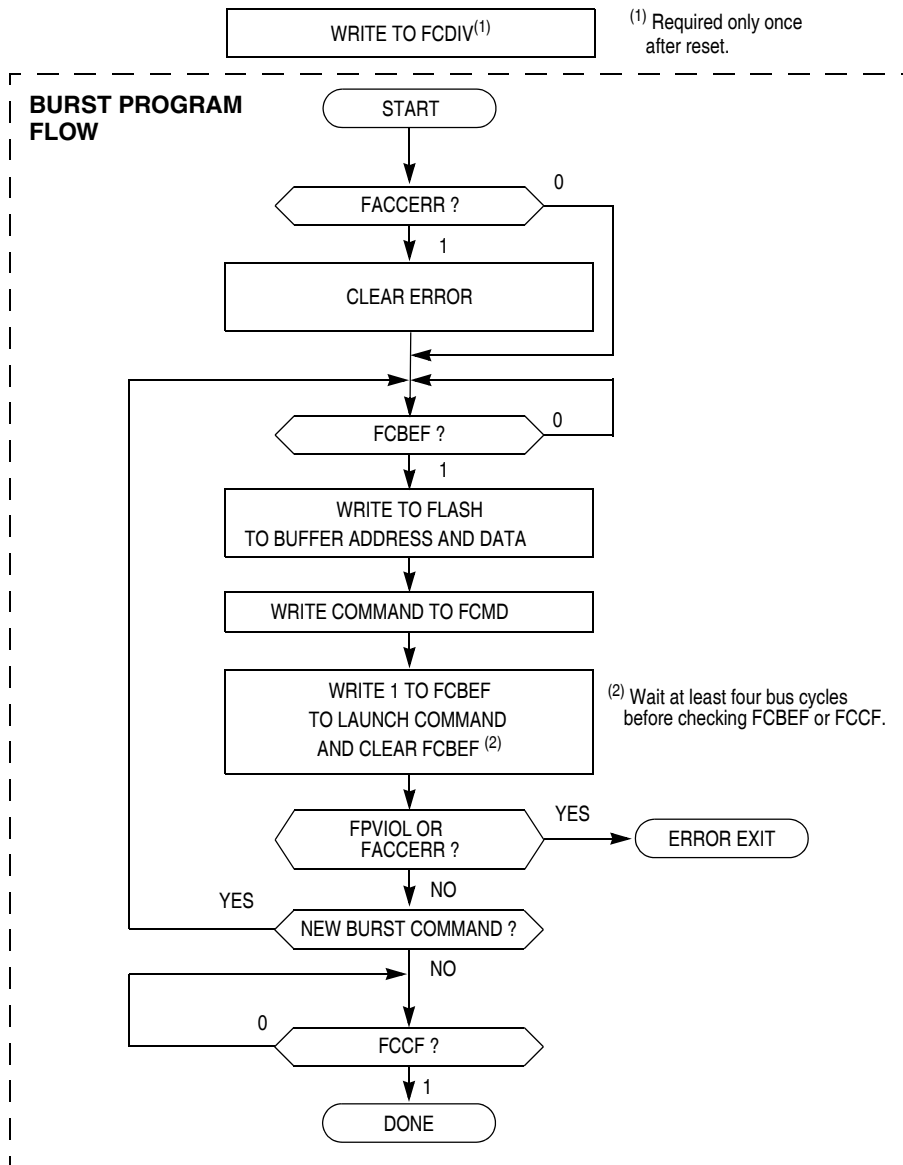 WRITE TO FCDIV(1)
(1) Required only once
after reset.
BURST PROGRAM
FLOW
START
FACCERR ?
0
1
CLEAR ERROR
FCBEF ?
0
1
WRITE TO FLASH
TO BUFFER ADDRESS AND DATA
WRITE COMMAND TO FCMD
WRITE 1 TO FCBEF
TO LAUNCH COMMAND
AND CLEAR FCBEF (2)
(2) Wait at least four bus cycles
before checking FCBEF or FCCF.
FPVIOL OR
FACCERR ?
YES
ERROR EXIT
NO
YES
NEW BURST COMMAND ?
NO
0
FCCF ?
1
DONE